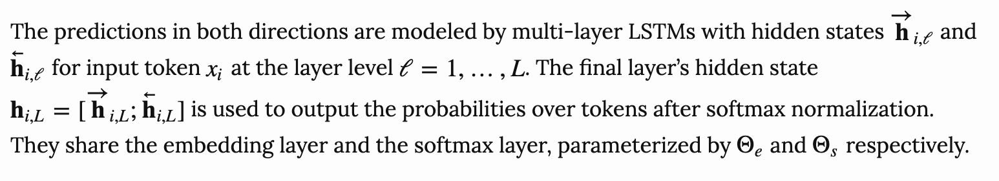 The predictions in both directions are modeled by multi-layer LSTMs with hidden states $\overrightarrow{\mathbf{h}}_{i,\ell}$ and
$\overleftarrow{\mathbf{h}}_{i,\ell}$ for input token $x_i$ at the layer level $\ell = 1, \dots, L$. The final layer’s hidden state
$\mathbf{h}_{i,L} = [\overrightarrow{\mathbf{h}}_{i,L}; \overleftarrow{\mathbf{h}}_{i,L}]$ is used to output the probabilities over tokens after softmax normalization.
They share the embedding layer and the softmax layer, parameterized by $\Theta_e$ and $\Theta_s$ respectively.